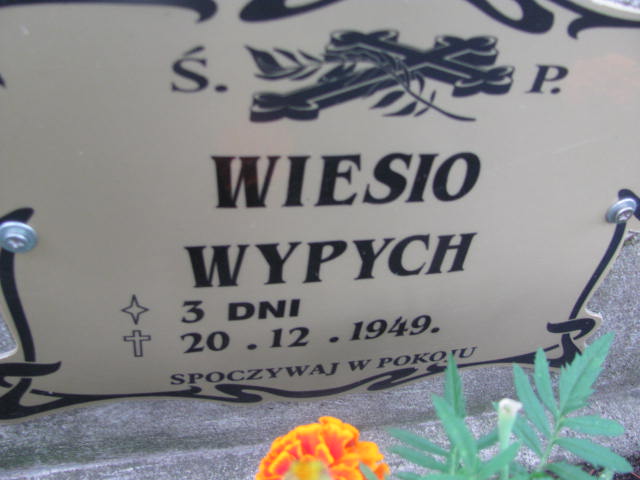 Ś. P.
WIESIO
WYPYCH
3 DNI
20.12.1949.
SPOCZYWAJ W POKOJU